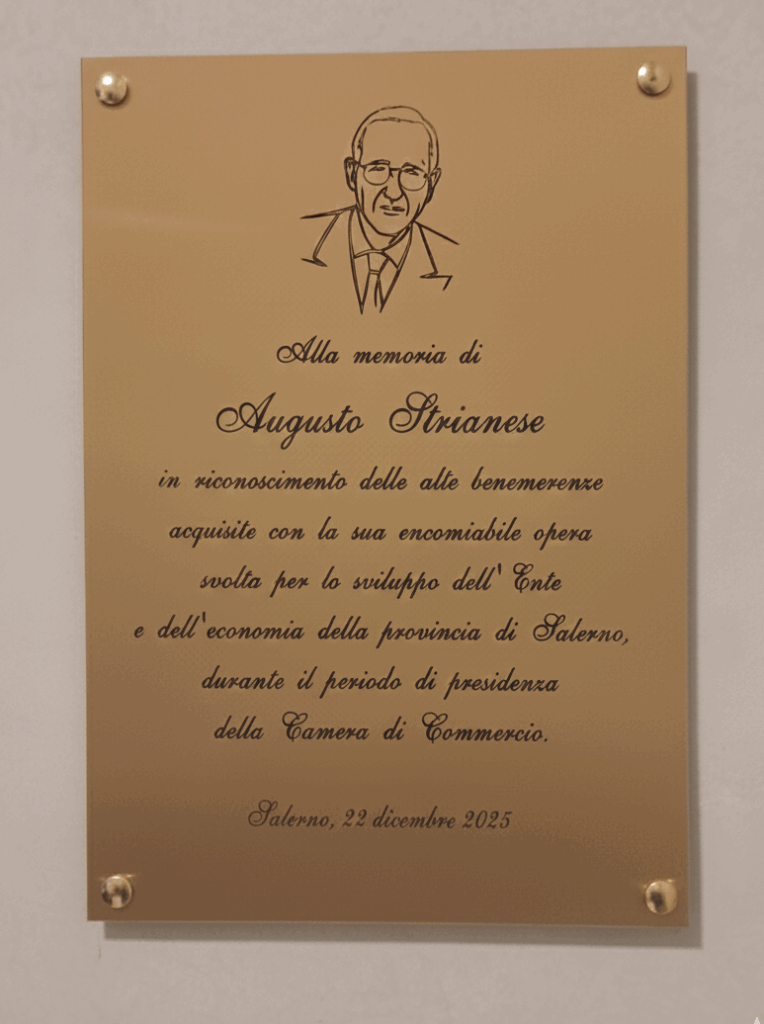 Alla memoria di
Augusto Strianese
in riconoscimento delle alte benemerenze
acquisite con la sua encomiabile opera
svolta per lo sviluppo dell' Ente
e dell'economia della provincia di Salerno,
durante il periodo di presidenza
della Camera di Commercio.
Salerno, 22 dicembre 2025